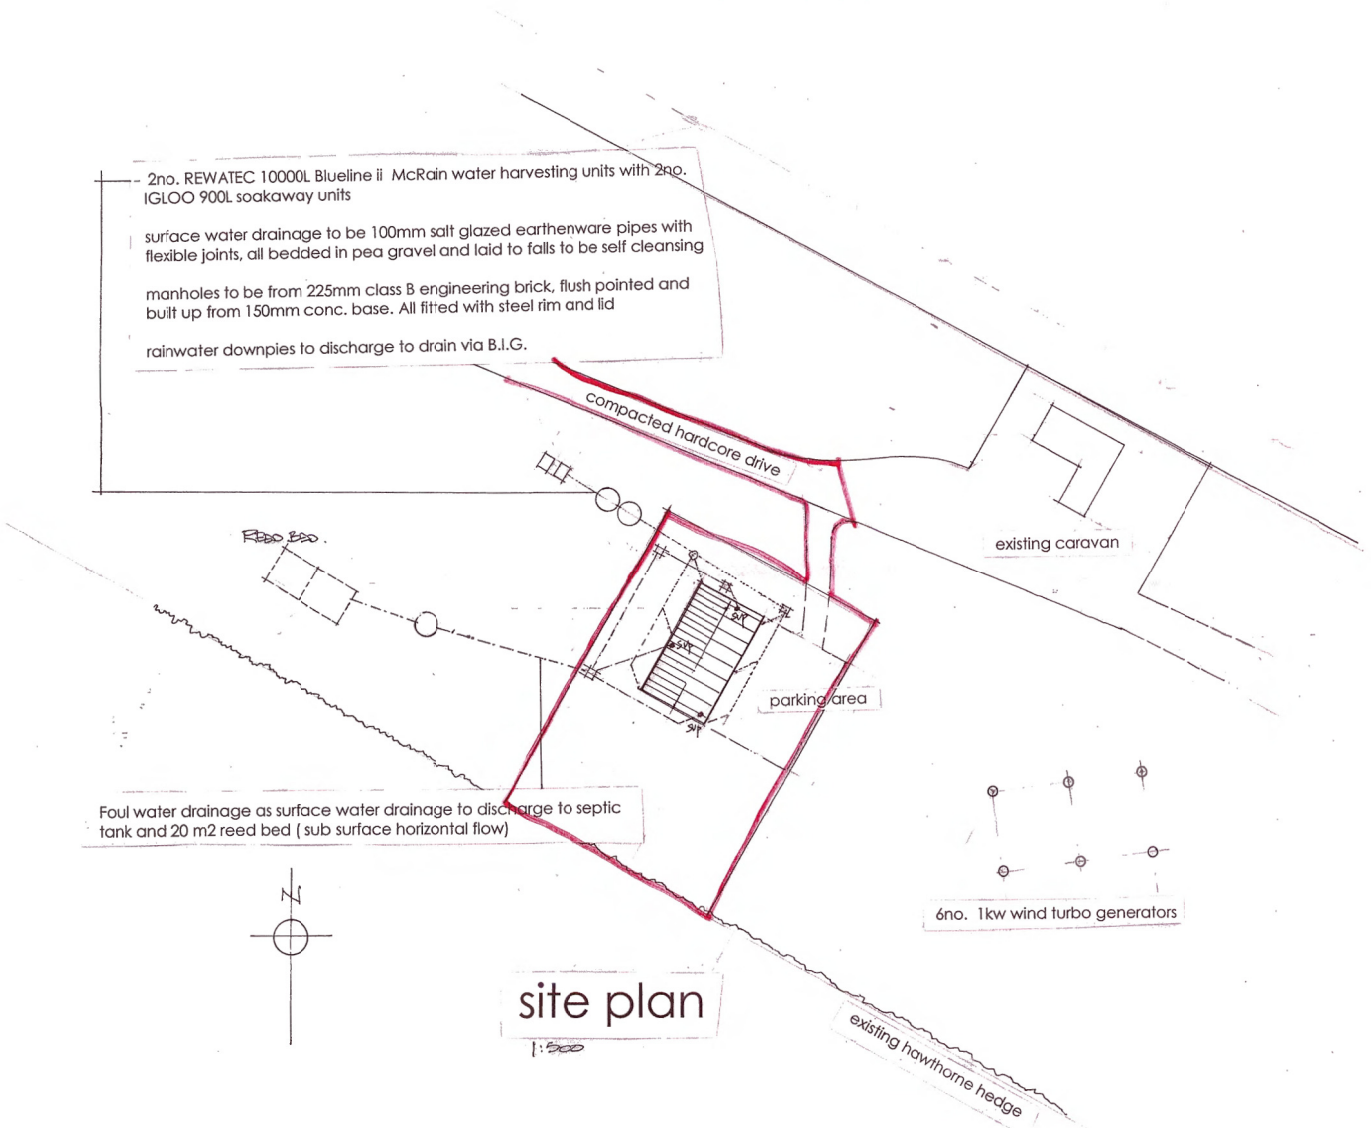 2no. REWATEC 10000L Blueline ii McRain water harvesting units with 2no.
IGLOO 900L soakaway units
surface water drainage to be 100mm salt glazed earthenware pipes with
flexible joints, all bedded in pea gravel and laid to falls to be self cleansing
manholes to be from 225mm class B engineering brick, flush pointed and
built up from 150mm conc. base. All fitted with steel rim and lid
rainwater downpies to discharge to drain via B.I.G.
compacted hardcore drive
existing caravan
REED BED.
SVP
SVP
parking area
SVP
Foul water drainage as surface water drainage to discharge to septic
tank and 20 m2 reed bed ( sub surface horizontal flow)
N
6no. 1kw wind turbo generators
site plan
1:500
existing hawthorne hedge